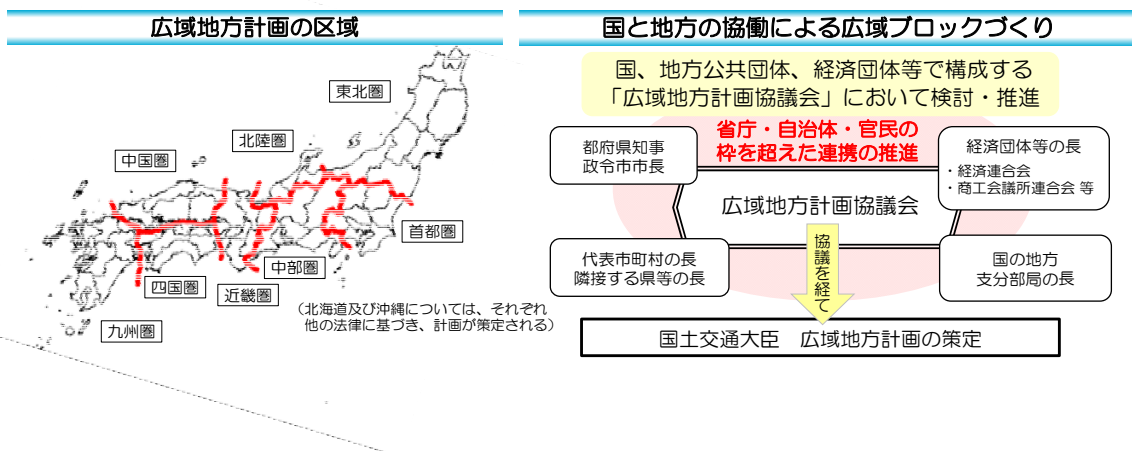 広域地方計画の区域
東北圏
北陸圏
中国圏
首都圏
中部圏
四国圏
近畿圏
九州圏
（北海道及び沖縄については、それぞれ
他の法律に基づき、計画が策定される）
国と地方の協働による広域ブロックづくり
国、地方公共団体、経済団体等で構成する
「広域地方計画協議会」において検討・推進
省庁・自治体・官民の
枠を超えた連携の推進
都府県知事
政令市市長
経済団体等の長
・経済連合会
・商工会議所連合会 等
広域地方計画協議会
代表市町村の長
隣接する県等の長
協議を経て
国の地方
支分部局の長
国土交通大臣　広域地方計画の策定